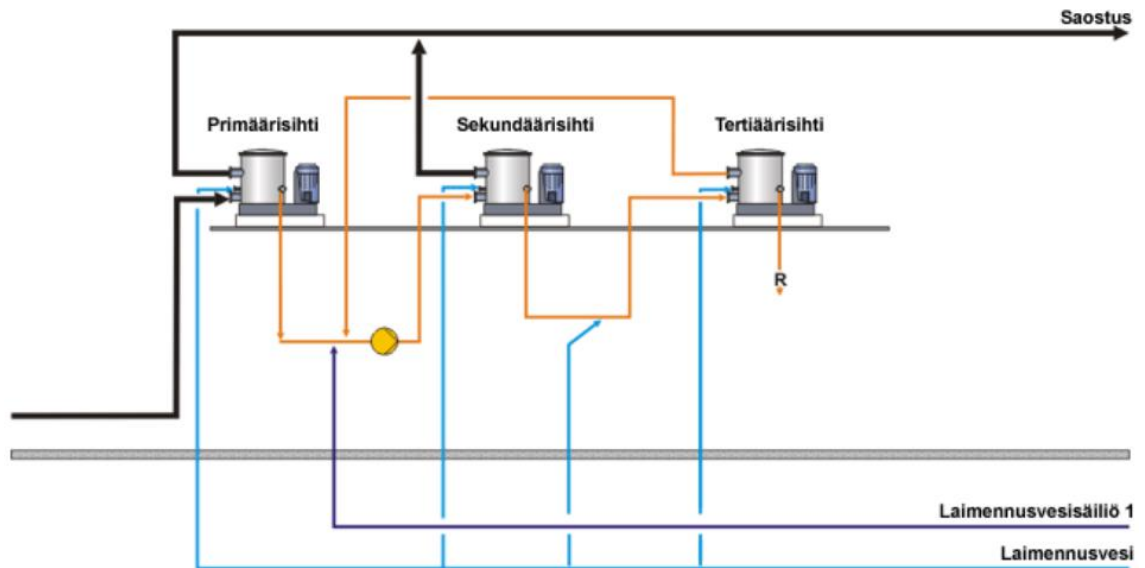 Saostus
Primäärisihti
Sekundäärisihti
Tertiäärisihti
R
Laimennusvesisäiliö 1
Laimennusvesi